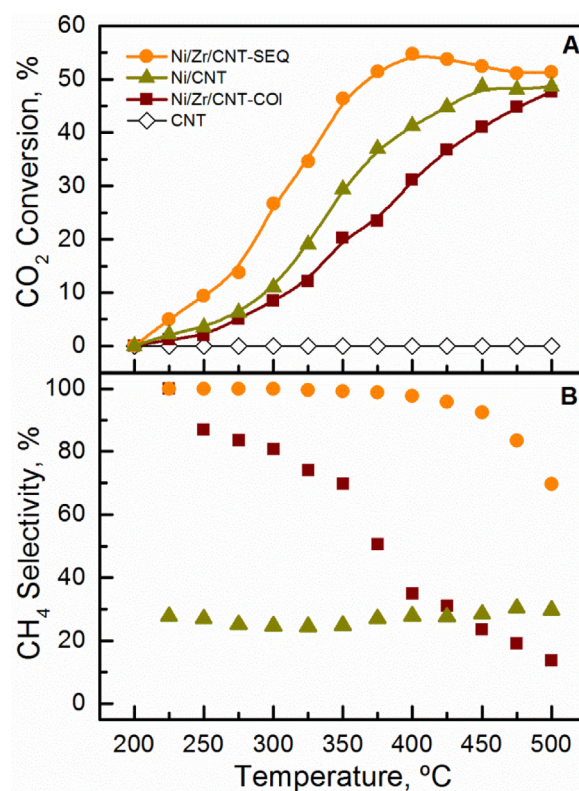 A
Ni/Zr/CNT-SEQ
Ni/CNT
Ni/Zr/CNT-COI
CNT
CO₂ Conversion, %
60
50
40
30
20
10
0
B
CH₄ Selectivity, %
100
80
60
40
20
0
200 250 300 350 400 450 500
Temperature, ºC